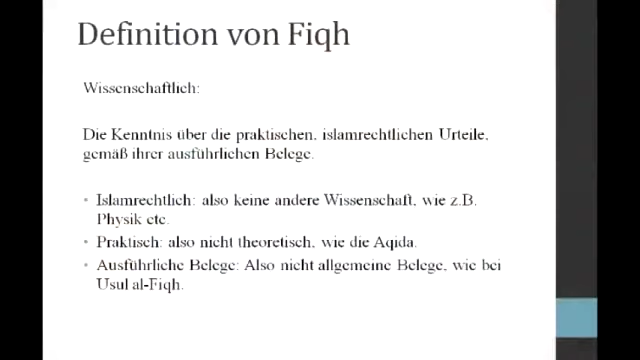 Definition von Fiqh
Wissenschaftlich:
Die Kenntnis über die praktischen, islamrechtlichen Urteile,
gemäß ihrer ausführlichen Belege.
• Islamrechtlich: also keine andere Wissenschaft, wie z.B.
Physik etc.
• Praktisch: also nicht theoretisch, wie die Aqida.
• Ausführliche Belege: Also nicht allgemeine Belege, wie bei
Usul al-Fiqh.